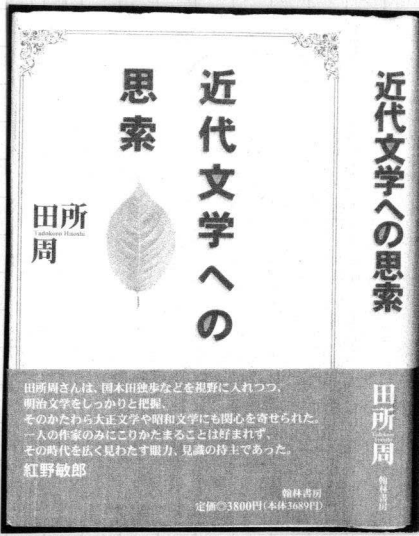 近代文学への
思索
田所
周
Tadokoro Hiroshi
田所周さんは、国木田独歩などを視野に入れつつ、
明治文学をしっかりと把握、
そのかたわら大正文学や昭和文学にも関心を寄せられた。
一人の作家のみにこりかたまることは好まれず、
その時代を広く見わたす眼力、見識の持主であった。
紅野敏郎
翰林書房
定価◎3800円(本体3689円)
近代文学への思索
田所周
Tadokoro Hiroshi
翰林書房